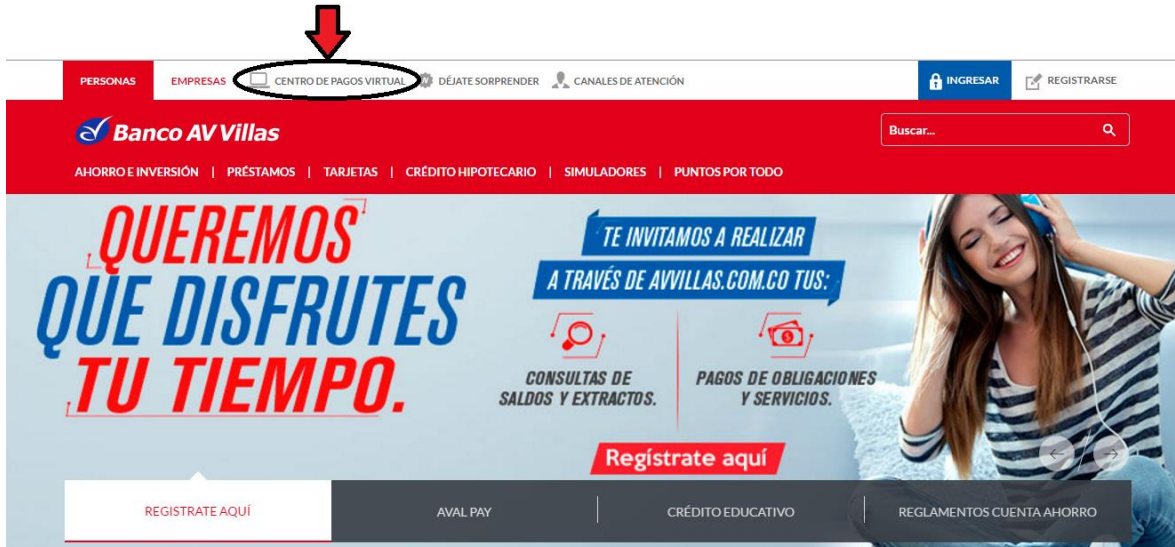 PERSONAS EMPRESAS CENTRO DE PAGOS VIRTUAL DÉJATE SORPRENDER CANALES DE ATENCIÓN INGRESAR REGISTRARSE
Banco AV Villas
Buscar...
AHORRO E INVERSIÓN | PRÉSTAMOS | TARJETAS | CRÉDITO HIPOTECARIO | SIMULADORES | PUNTOS POR TODO
QUEREMOS
QUE DISFRUTES
TU TIEMPO.
TE INVITAMOS A REALIZAR
A TRAVÉS DE AVVILLAS.COM.CO TUS:
CONSULTAS DE
SALDOS Y EXTRACTOS.
PAGOS DE OBLIGACIONES
Y SERVICIOS.
Regístrate aquí
REGISTRATE AQUÍ AVAL PAY CRÉDITO EDUCATIVO REGLAMENTOS CUENTA AHORRO